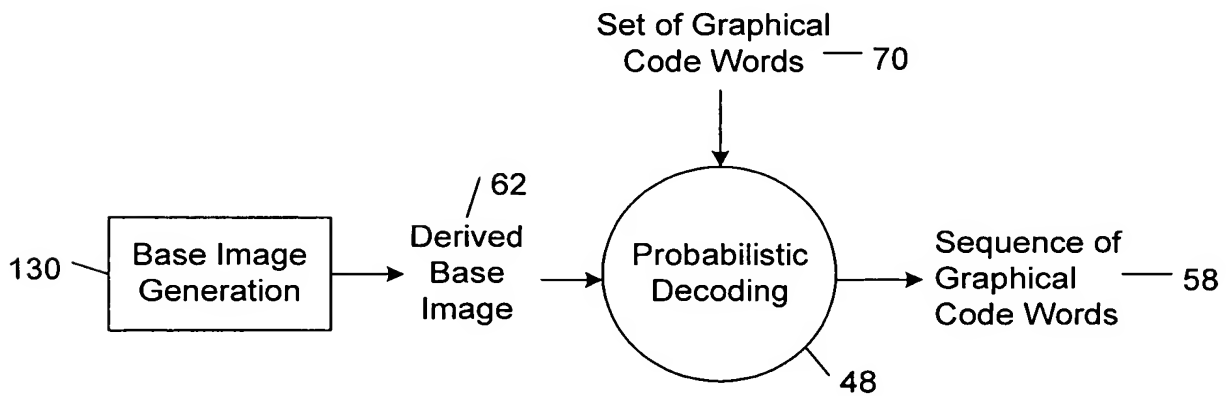 Set of Graphical
Code Words
70
62
130
Base Image
Generation
Derived
Base
Image
Probabilistic
Decoding
Sequence of
Graphical
Code Words
58
48